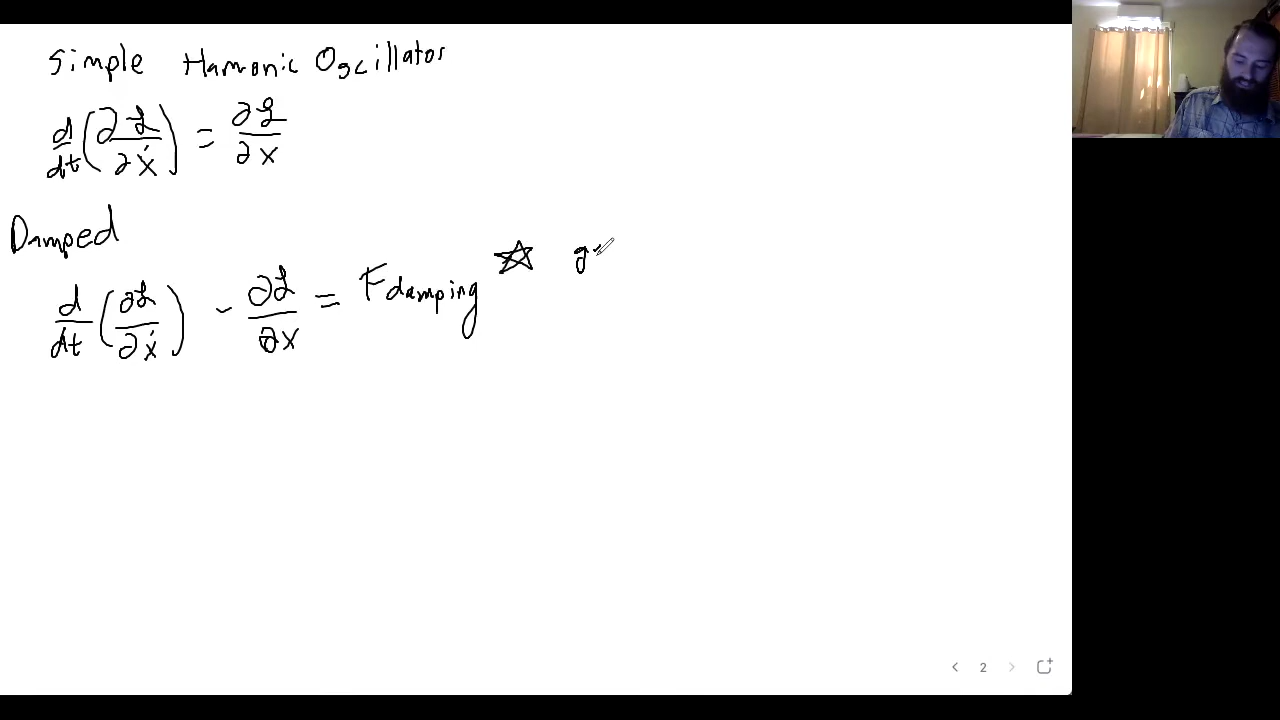 Simple Harmonic Oscillator
d/dt (∂ℒ/∂ẋ) = ∂ℒ/∂x
Damped
d/dt (∂ℒ/∂ẋ) - ∂ℒ/∂x = Fdamping ☆
2